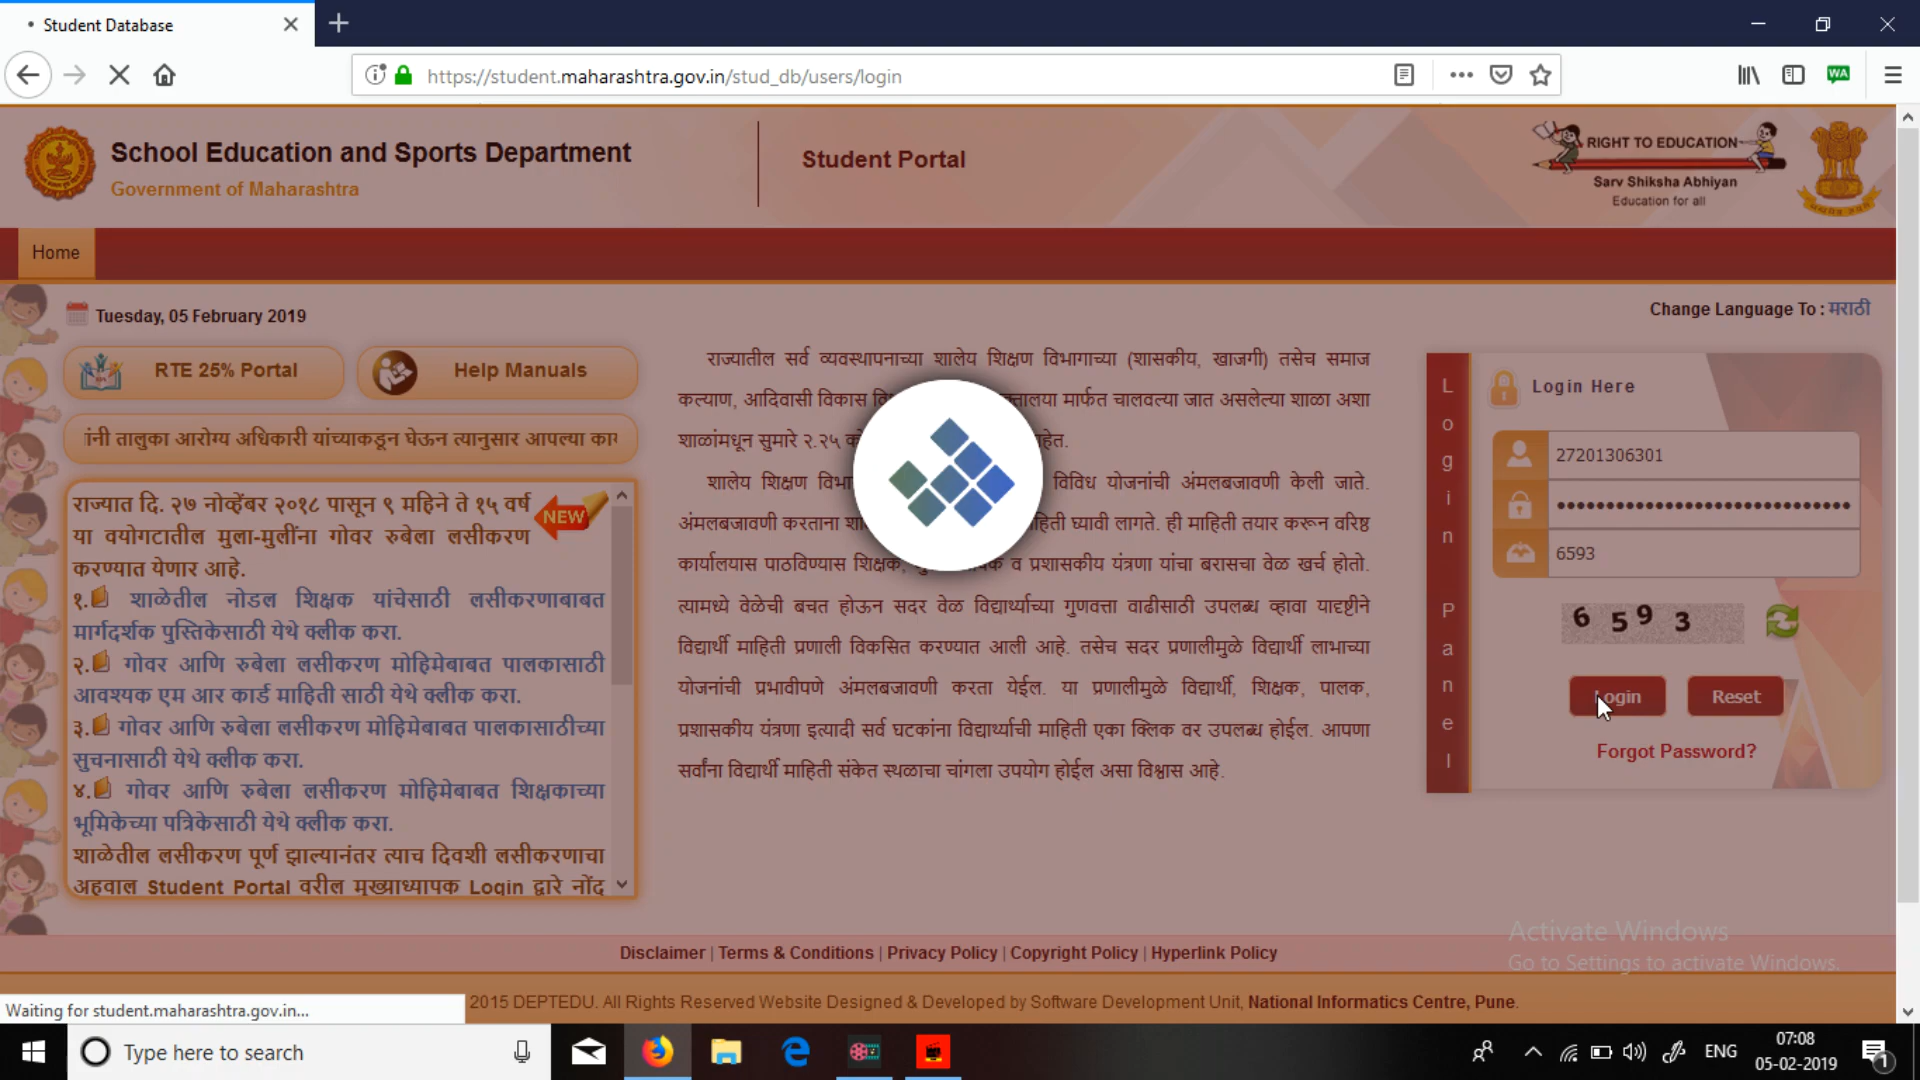 Student Database
https://student.maharashtra.gov.in/stud_db/users/login
WA
School Education and Sports Department
Government of Maharashtra
Student Portal
RIGHT TO EDUCATION
Sarv Shiksha Abhiyan
Education for all
Home
Tuesday, 05 February 2019
Change Language To : मराठी
RTE 25% Portal
Help Manuals
ांनी तालुका आरोग्य अधिकारी यांच्याकडून घेऊन त्यानुसार आपल्या का
राज्यात दि. २७ नोव्हेंबर २०१८ पासून ९ महिने ते १५ वर्ष
NEW
या वयोगटातील मुला-मुलींना गोवर रुबेला लसीकरण
करण्यात येणार आहे.
१. शाळेतील नोडल शिक्षक यांचेसाठी लसीकरणाबाबत
मार्गदर्शक पुस्तिकेसाठी येथे क्लीक करा.
२. गोवर आणि रुबेला लसीकरण मोहिमेबाबत पालकासाठी
आवश्यक एम आर कार्ड माहिती साठी येथे क्लीक करा.
३. गोवर आणि रुबेला लसीकरण मोहिमेबाबत पालकासाठीच्या
सुचनासाठी येथे क्लीक करा.
४. गोवर आणि रुबेला लसीकरण मोहिमेबाबत शिक्षकाच्या
भूमिकेच्या पत्रिकेसाठी येथे क्लीक करा.
शाळेतील लसीकरण पूर्ण झाल्यानंतर त्याच दिवशी लसीकरणाचा
अहवाल Student Portal वरील मुख्याध्यापक Login द्वारे नोंद
राज्यातील सर्व व्यवस्थापनाच्या शालेय शिक्षण विभागाच्या (शासकीय, खाजगी) तसेच समाज
कल्याण, आदिवासी विकास मार्फत चालवल्या जात असलेल्या शाळा अशा
शाळांमधून सुमारे २.२५
शालेय शिक्षण विविध योजनांची अंमलबजावणी केली जाते.
अंमलबजावणी करताना घ्यावी लागते. ही माहिती तयार करून वरिष्ठ
कार्यालयास पाठविण्यास शिक्षक, व प्रशासकीय यंत्रणा यांचा बरासचा वेळ खर्च होतो.
त्यामध्ये वेळेची बचत होऊन सदर वेळ विद्यार्थ्याच्या गुणवत्ता वाढीसाठी उपलब्ध व्हावा यादृष्टीने
विद्यार्थी माहिती प्रणाली विकसित करण्यात आली आहे. तसेच सदर प्रणालीमुळे विद्यार्थी लाभाच्या
योजनांची प्रभावीपणे अंमलबजावणी करता येईल. या प्रणालीमुळे विद्यार्थी, शिक्षक, पालक,
प्रशासकीय यंत्रणा इत्यादी सर्व घटकांना विद्यार्थ्याची माहिती एका क्लिक वर उपलब्ध होईल. आपणा
सर्वांना विद्यार्थी माहिती संकेत स्थळाचा चांगला उपयोग होईल असा विश्वास आहे.
Login Panel
Login Here
27201306301
••••••••••••••••••••••••••••••
6593
6 5 9 3
Login
Reset
Forgot Password?
Activate Windows
Go to Settings to activate Windows.
Disclaimer | Terms & Conditions | Privacy Policy | Copyright Policy | Hyperlink Policy
Waiting for student.maharashtra.gov.in...
2015 DEPTEDU. All Rights Reserved Website Designed & Developed by Software Development Unit, National Informatics Centre, Pune.
Type here to search
ENG
07:08
05-02-2019
1